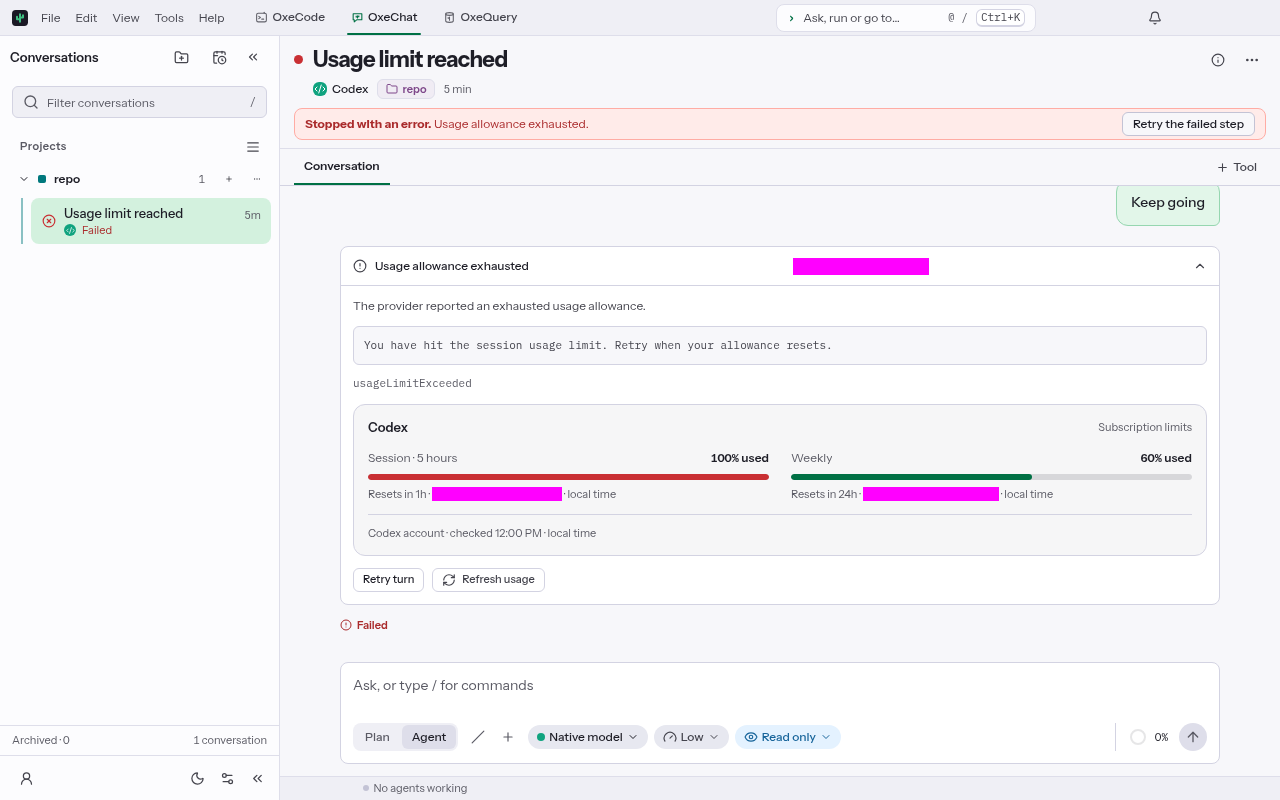 File Edit View Tools Help
OxeCode OxeChat OxeQuery
Ask, run or go to... @ / Ctrl+K
Conversations
Filter conversations /
Projects
repo 1 + ...
Usage limit reached 5m
Failed
Archived · 0 1 conversation
Usage limit reached
Codex repo 5 min
Stopped with an error. Usage allowance exhausted. Retry the failed step
Conversation + Tool
Keep going
Usage allowance exhausted
The provider reported an exhausted usage allowance.
You have hit the session usage limit. Retry when your allowance resets.
usageLimitExceeded
Codex Subscription limits
Session · 5 hours 100% used Weekly 60% used
Resets in 1h · · local time Resets in 24h · · local time
Codex account · checked 12:00 PM · local time
Retry turn Refresh usage
Failed
Ask, or type / for commands
Plan Agent Native model Low Read only 0%
No agents working